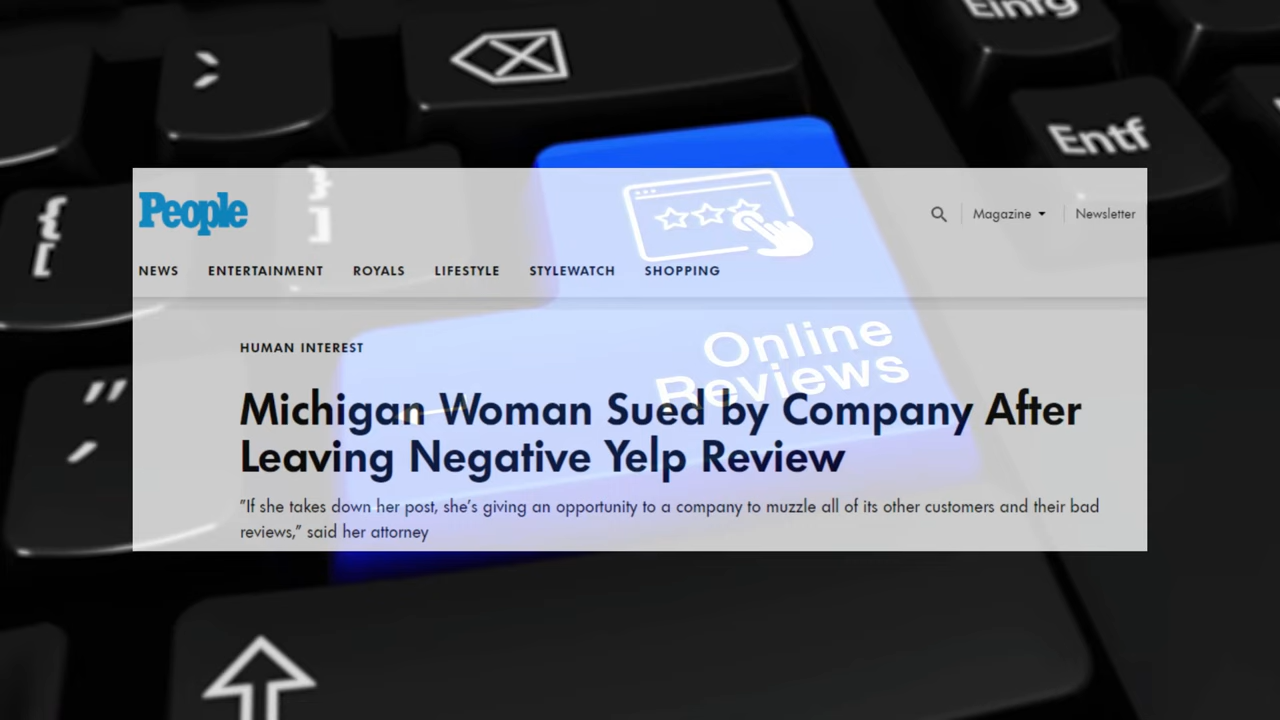 Einfg
Entf
People
Magazine
Newsletter
NEWS ENTERTAINMENT ROYALS LIFESTYLE STYLEWATCH SHOPPING
Online
Reviews
HUMAN INTEREST
Michigan Woman Sued by Company After
Leaving Negative Yelp Review
"If she takes down her post, she's giving an opportunity to a company to muzzle all of its other customers and their bad
reviews," said her attorney